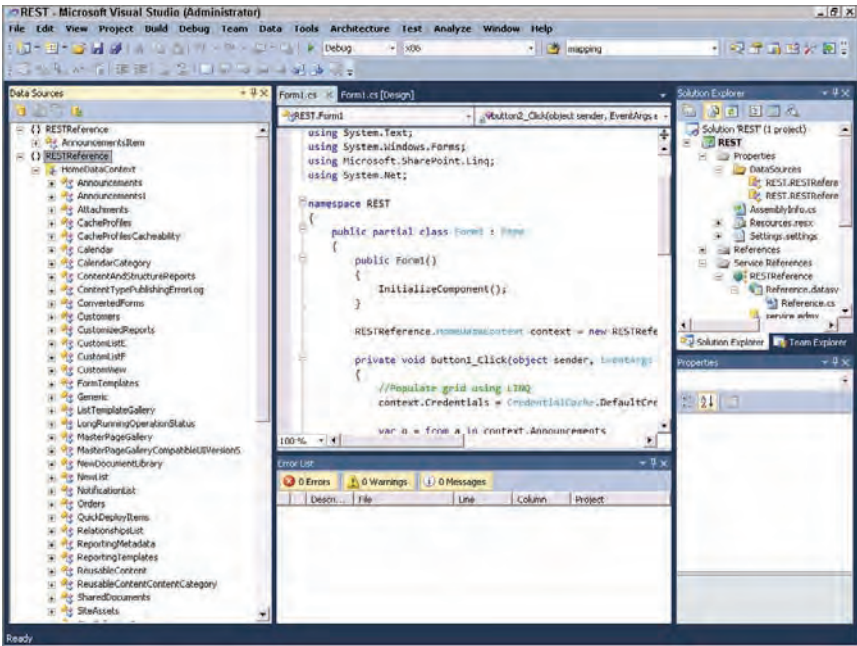 REST - Microsoft Visual Studio (Administrator)
File Edit View Project Build Debug Team Data Tools Architecture Test Analyze Window Help
Debug x86 mapping
Data Sources
{} RESTReference
AnnouncementsItem
{} RESTReference
HomeDataContext
Announcements
Announcements1
Attachments
CacheProfiles
CacheProfilesCacheability
Calendar
CalendarCategory
ContentAndStructureReports
ContentTypePublishingErrorLog
ConvertedForms
Customers
CustomizedReports
CustomListE
CustomListF
CustomView
FormTemplates
Generic
ListTemplateGallery
LongRunningOperationStatus
MasterPageGallery
MasterPageGalleryCompatibleUIVersionS
NewDocumentLibrary
NewList
NotificationList
Orders
QuickDeployItems
RelationshipsList
ReportingMetadata
ReportingTemplates
ReusableContent
ReusableContentContentCategory
SharedDocuments
SiteAssets
Form1.cs Form1.cs [Design]
REST.Form1 button2_Click(object sender, EventArgs e
using System.Text;
using System.Windows.Forms;
using Microsoft.SharePoint.Linq;
using System.Net;
namespace REST
{
public partial class Form1 : Form
{
public Form1()
{
InitializeComponent();
}
RESTReference.HomeDataContext context = new RESTRefe
private void button1_Click(object sender, EventArgs
{
//Populate grid using LINQ
context.Credentials = CredentialCache.DefaultCre
var q = from a in context.Announcements
100 %
Error List
0 Errors 0 Warnings 0 Messages
Descri... File Line Column Project
Solution Explorer
Solution 'REST' (1 project)
REST
Properties
DataSources
REST.RESTRefere
REST.RESTRefere
AssemblyInfo.cs
Resources.resx
Settings.settings
References
Service References
RESTReference
Reference.datasv
Reference.cs
service.edmx
Solution Explorer Team Explorer
Properties
Ready